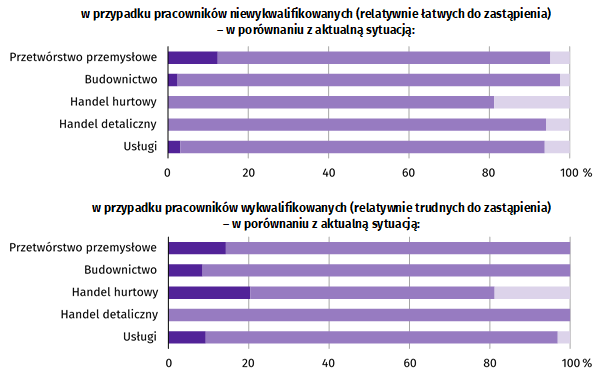 w przypadku pracowników niewykwalifikowanych (relatywnie łatwych do zastąpienia)
– w porównaniu z aktualną sytuacją:
Przetwórstwo przemysłowe
Budownictwo
Handel hurtowy
Handel detaliczny
Usługi
0 20 40 60 80 100 %
w przypadku pracowników wykwalifikowanych (relatywnie trudnych do zastąpienia)
– w porównaniu z aktualną sytuacją:
Przetwórstwo przemysłowe
Budownictwo
Handel hurtowy
Handel detaliczny
Usługi
0 20 40 60 80 100 %